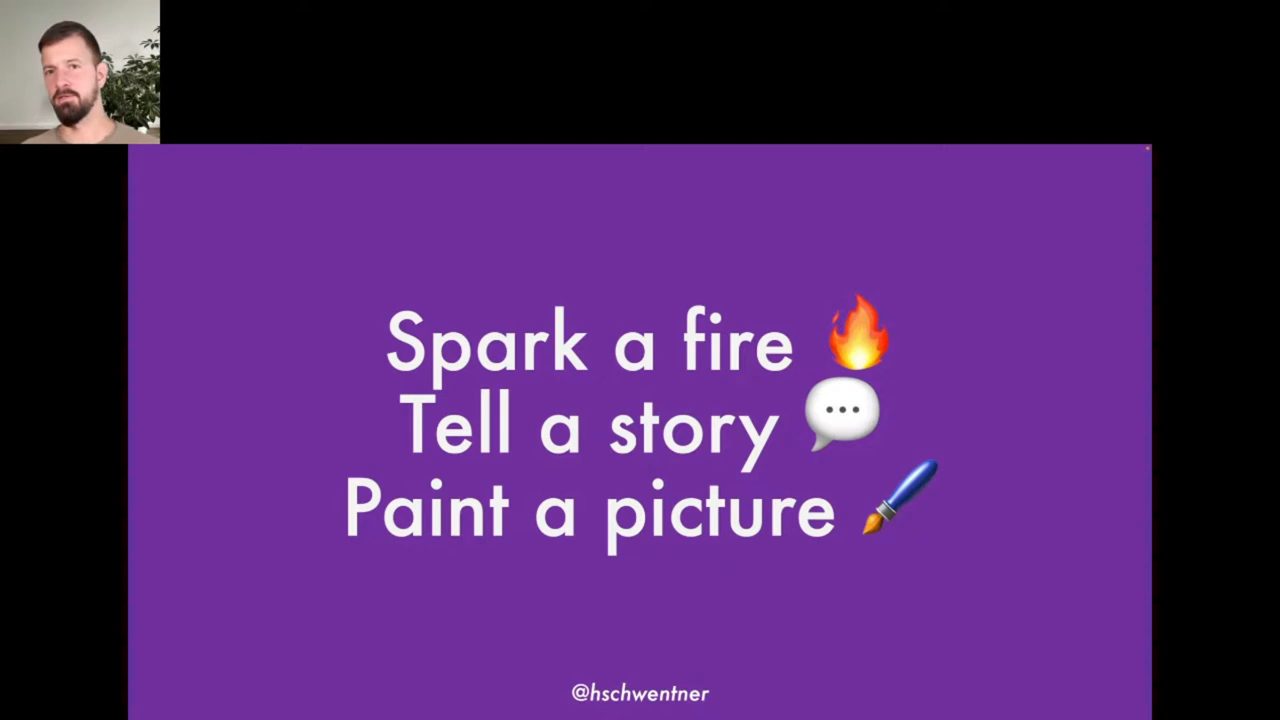 Spark a fire 🔥
Tell a story 💬
Paint a picture 🖌️
@hschwentner